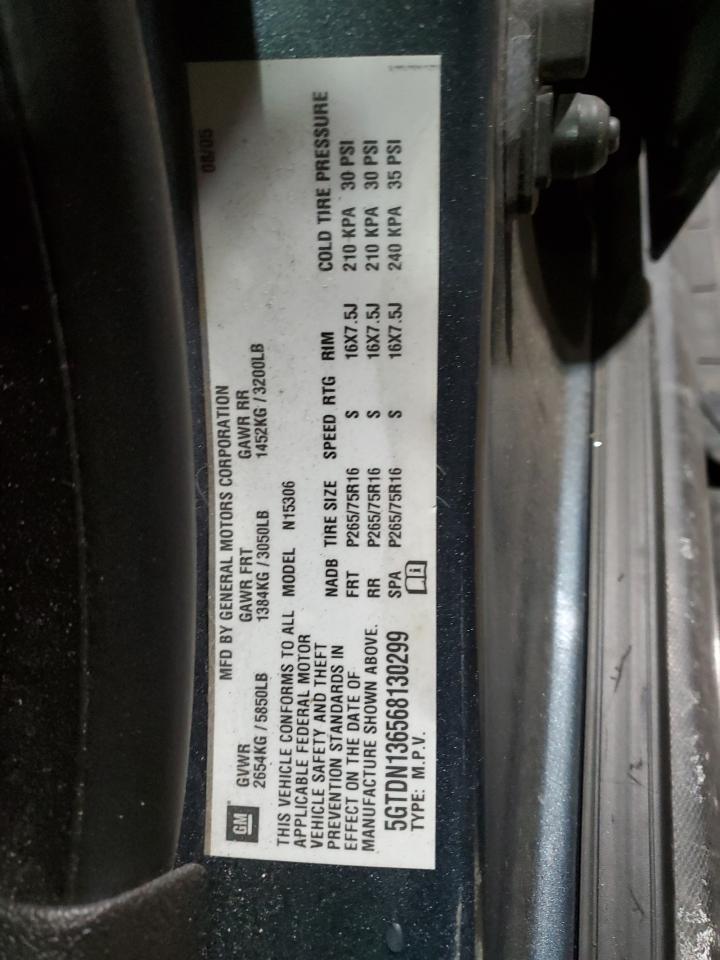 GM
MFD BY GENERAL MOTORS CORPORATION 08/05
GVWR GAWR FRT GAWR RR
2654KG / 5850LB 1384KG / 3050LB 1452KG / 3200LB
THIS VEHICLE CONFORMS TO ALL
APPLICABLE FEDERAL MOTOR
VEHICLE SAFETY AND THEFT
PREVENTION STANDARDS IN
EFFECT ON THE DATE OF
MANUFACTURE SHOWN ABOVE.
5GTDN136568130299
TYPE: M.P.V.
MODEL N15306
NADB TIRE SIZE SPEED RTG RIM COLD TIRE PRESSURE
FRT P265/75R16 S 16X7.5J 210 KPA 30 PSI
RR P265/75R16 S 16X7.5J 210 KPA 30 PSI
SPA P265/75R16 S 16X7.5J 240 KPA 35 PSI